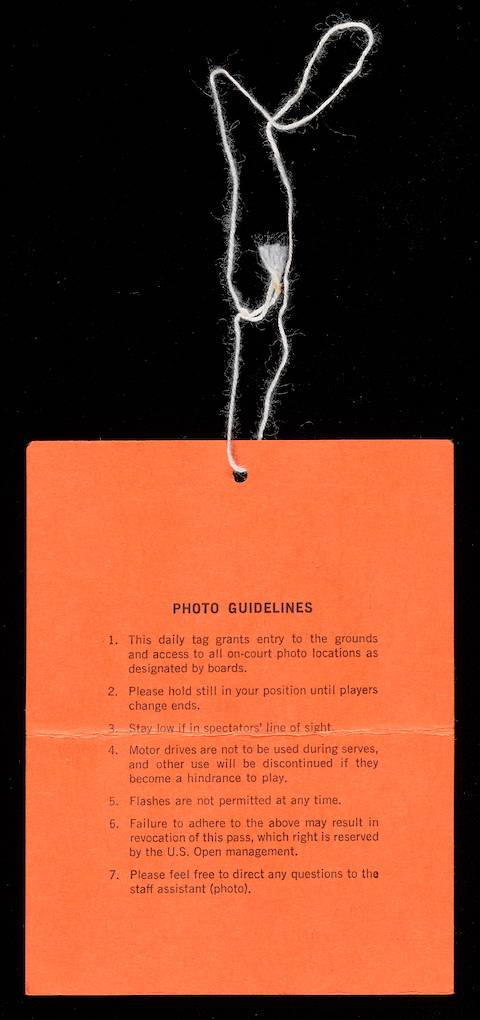 PHOTO GUIDELINES
1. This daily tag grants entry to the grounds
and access to all on-court photo locations as
designated by boards.
2. Please hold still in your position until players
change ends.
3. Stay low if in spectators' line of sight.
4. Motor drives are not to be used during serves,
and other use will be discontinued if they
become a hindrance to play.
5. Flashes are not permitted at any time.
6. Failure to adhere to the above may result in
revocation of this pass, which right is reserved
by the U.S. Open management.
7. Please feel free to direct any questions to the
staff assistant (photo).